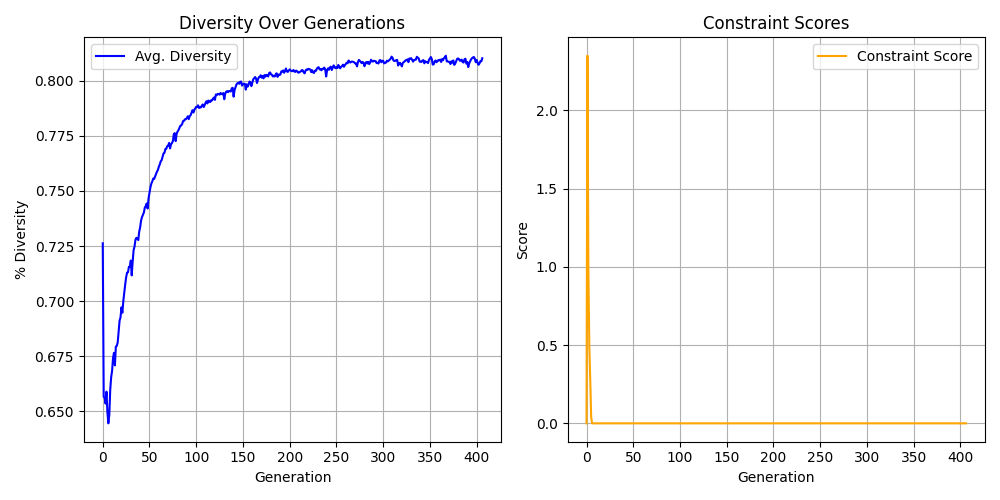 Diversity Over Generations
Avg. Diversity
% Diversity
0.800
0.775
0.750
0.725
0.700
0.675
0.650
0 50 100 150 200 250 300 350 400
Generation
Constraint Scores
Constraint Score
Score
2.0
1.5
1.0
0.5
0.0
0 50 100 150 200 250 300 350 400
Generation